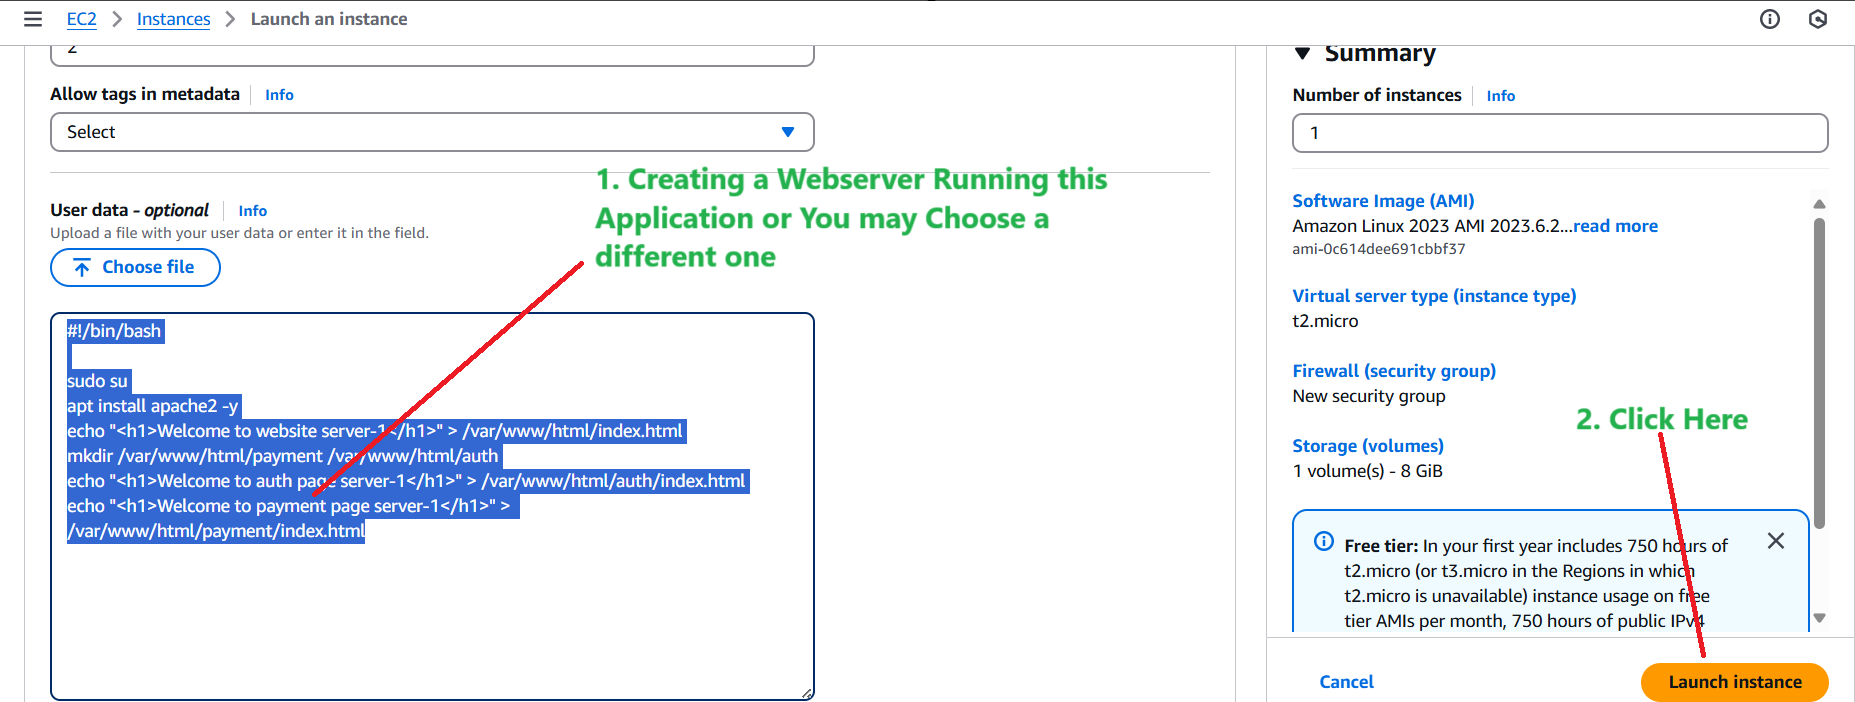 EC2 > Instances > Launch an instance
2
Allow tags in metadata Info
Select
User data - optional Info
Upload a file with your user data or enter it in the field.
Choose file
#!/bin/bash
sudo su
apt install apache2 -y
echo "<h1>Welcome to website server-1</h1>" > /var/www/html/index.html
mkdir /var/www/html/payment /var/www/html/auth
echo "<h1>Welcome to auth page server-1</h1>" > /var/www/html/auth/index.html
echo "<h1>Welcome to payment page server-1</h1>" >
/var/www/html/payment/index.html
1. Creating a Webserver Running this
Application or You may Choose a
different one
Summary
Number of instances Info
1
Software Image (AMI)
Amazon Linux 2023 AMI 2023.6.2...read more
ami-0c614dee691cbbf37
Virtual server type (instance type)
t2.micro
Firewall (security group)
New security group
2. Click Here
Storage (volumes)
1 volume(s) - 8 GiB
Free tier: In your first year includes 750 hours of
t2.micro (or t3.micro in the Regions in which
t2.micro is unavailable) instance usage on free
tier AMIs per month, 750 hours of public IPv4
Cancel
Launch instance